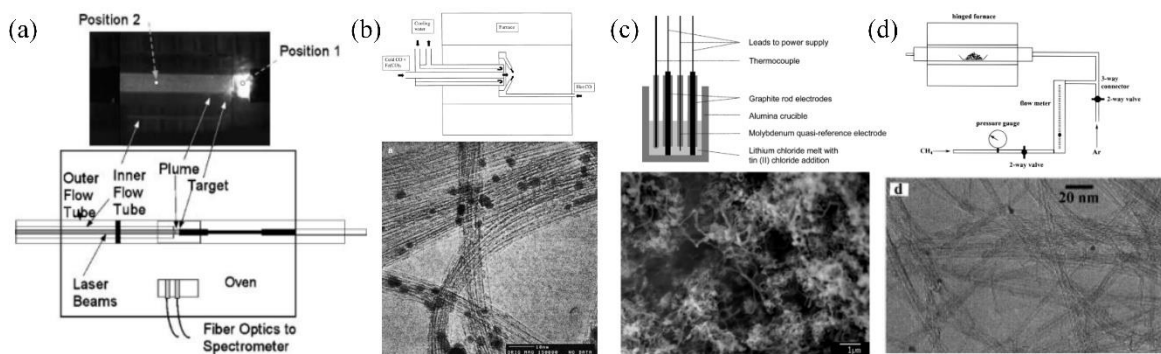 (a)
Position 2
Position 1
Outer
Flow
Tube
Inner
Flow
Tube
Plume
Target
Laser
Beams
Oven
Fiber Optics to
Spectrometer
(b)
Cooling
water
Furnace
Cold CO +
Fe(CO)₅
Hot CO
a
10nm
(c)
Leads to power supply
Thermocouple
Graphite rod electrodes
Alumina crucible
Molybdenum quasi-reference electrode
Lithium chloride melt with
tin (II) chloride addition
1μm
(d)
hinged furnace
3-way
connector
flow meter
2-way valve
pressure gauge
CH₄
2-way valve
Ar
d
20 nm